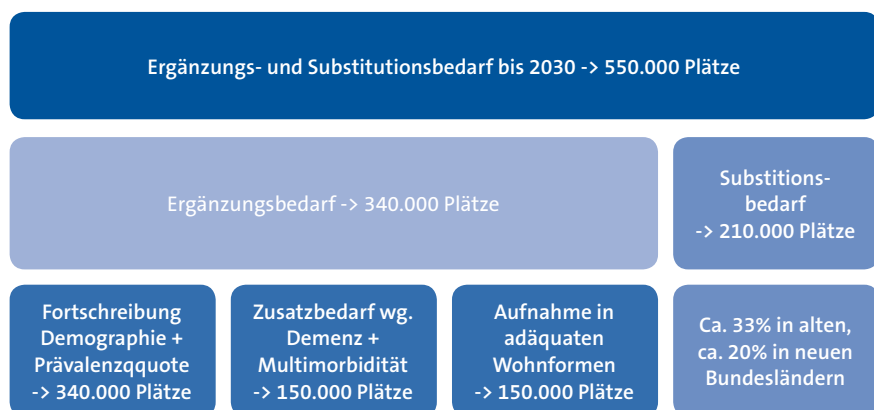 Ergänzungs- und Substitutionsbedarf bis 2030 -> 550.000 Plätze
Ergänzungsbedarf -> 340.000 Plätze
Substitions-
bedarf
-> 210.000 Plätze
Fortschreibung
Demographie +
Prävalenzqquote
-> 340.000 Plätze
Zusatzbedarf wg.
Demenz +
Multimorbidität
-> 150.000 Plätze
Aufnahme in
adäquaten
Wohnformen
-> 150.000 Plätze
Ca. 33% in alten,
ca. 20% in neuen
Bundesländern